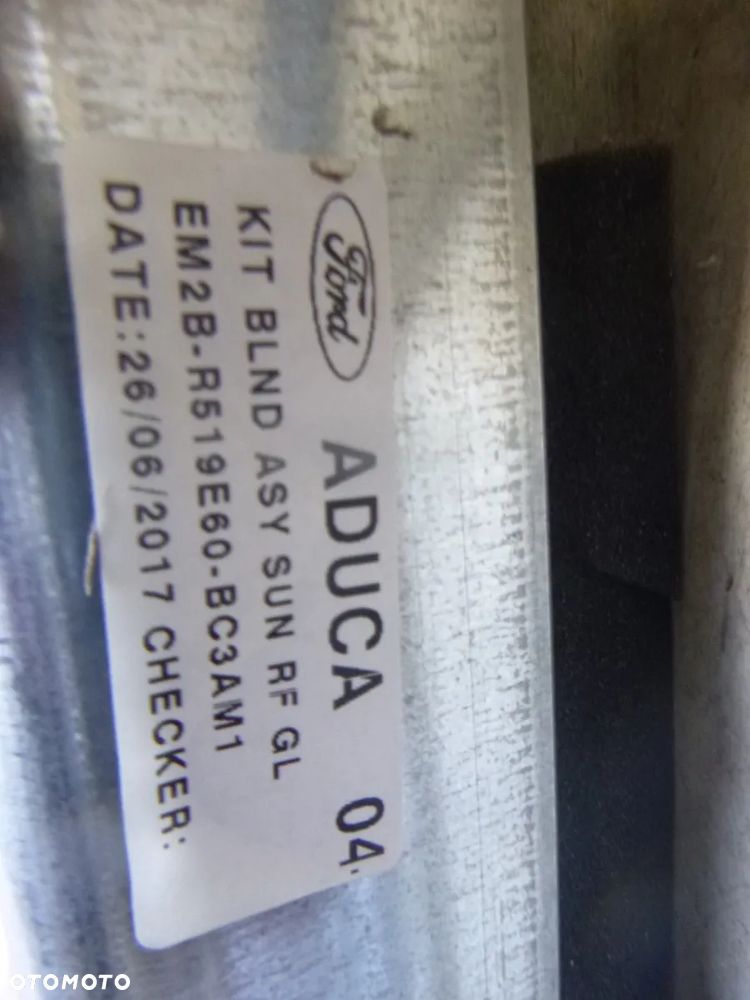 Ford ADUCA 04-
KIT BLND ASY SUN RF GL
EM2B-R519E60-BC3AM1
DATE:26/06/2017 CHECKER:
OTOMOTO